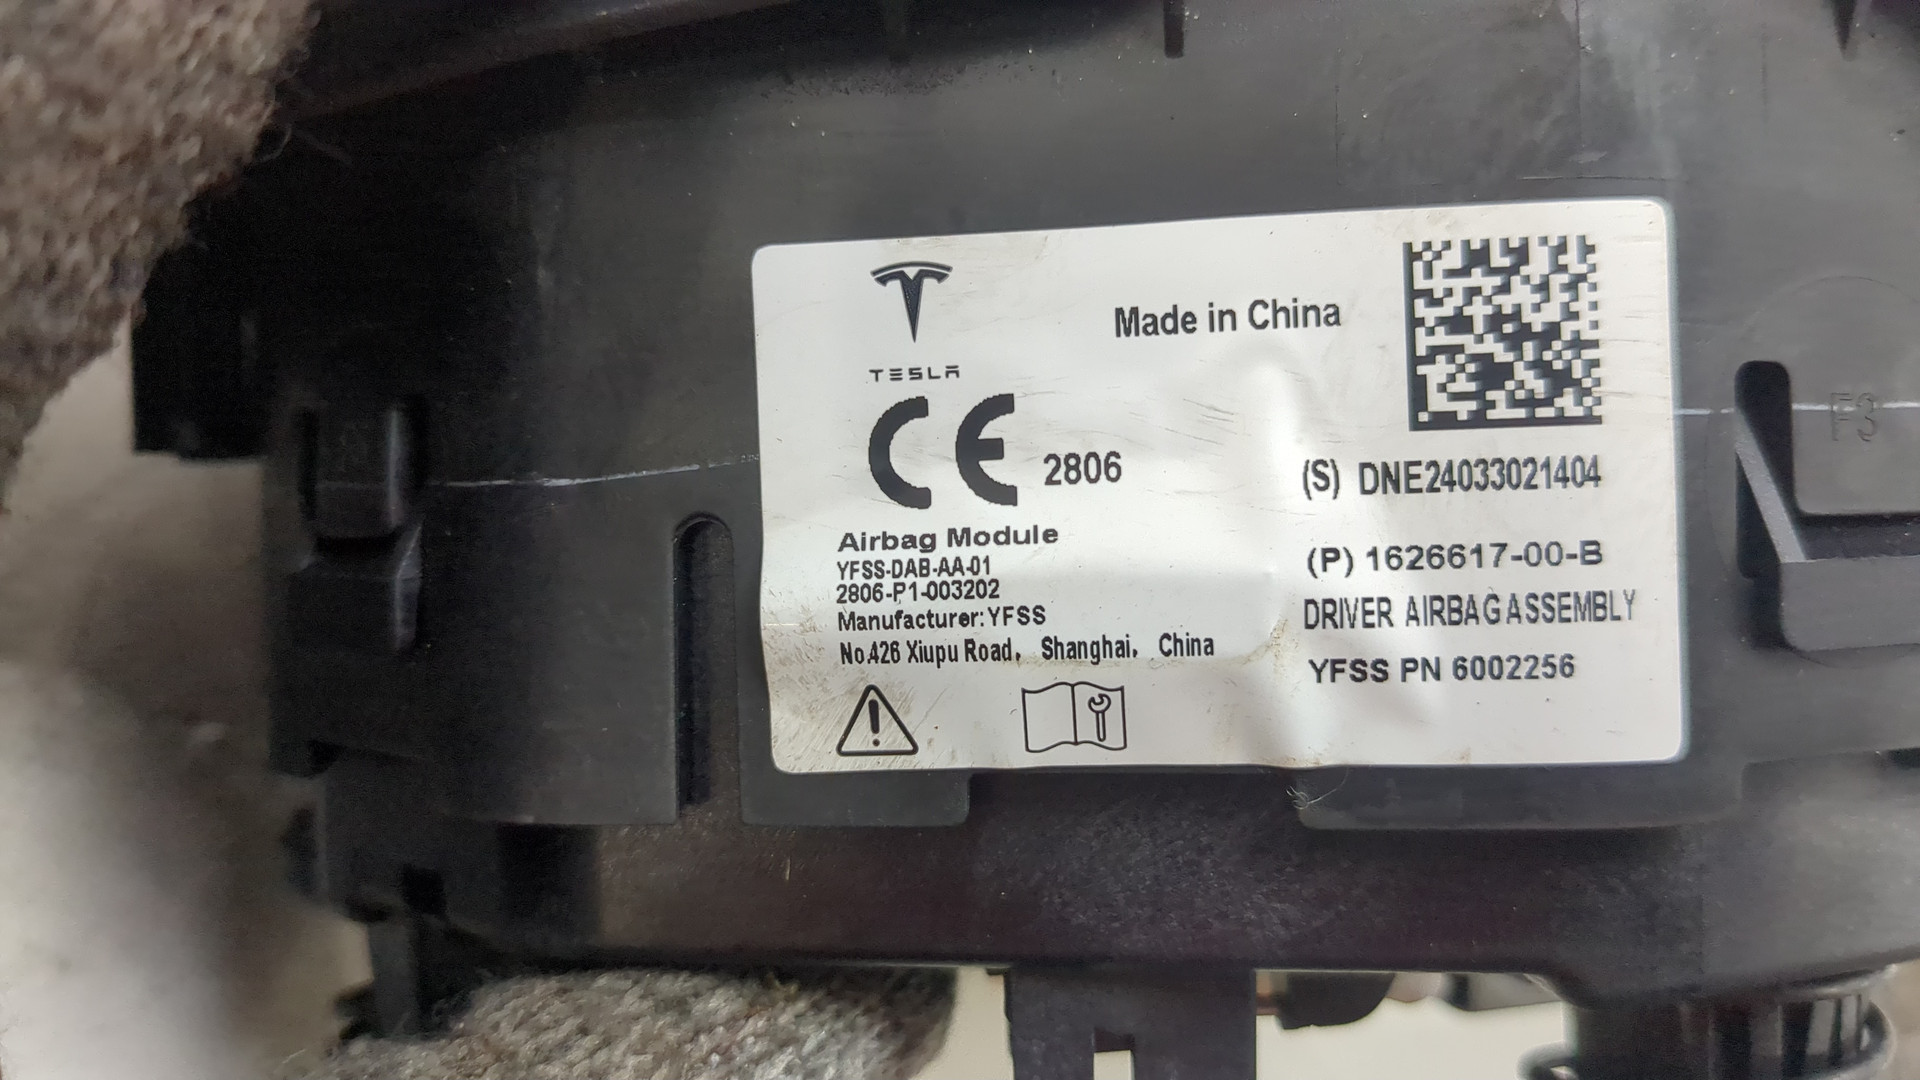 TESLA
Made in China
CE 2806
(S) DNE24033021404
Airbag Module
YFSS-DAB-AA-01
2806-P1-003202
Manufacturer:YFSS
No.426 Xiupu Road, Shanghai, China
(P) 1626617-00-B
DRIVER AIRBAG ASSEMBLY
YFSS PN 6002256
F3